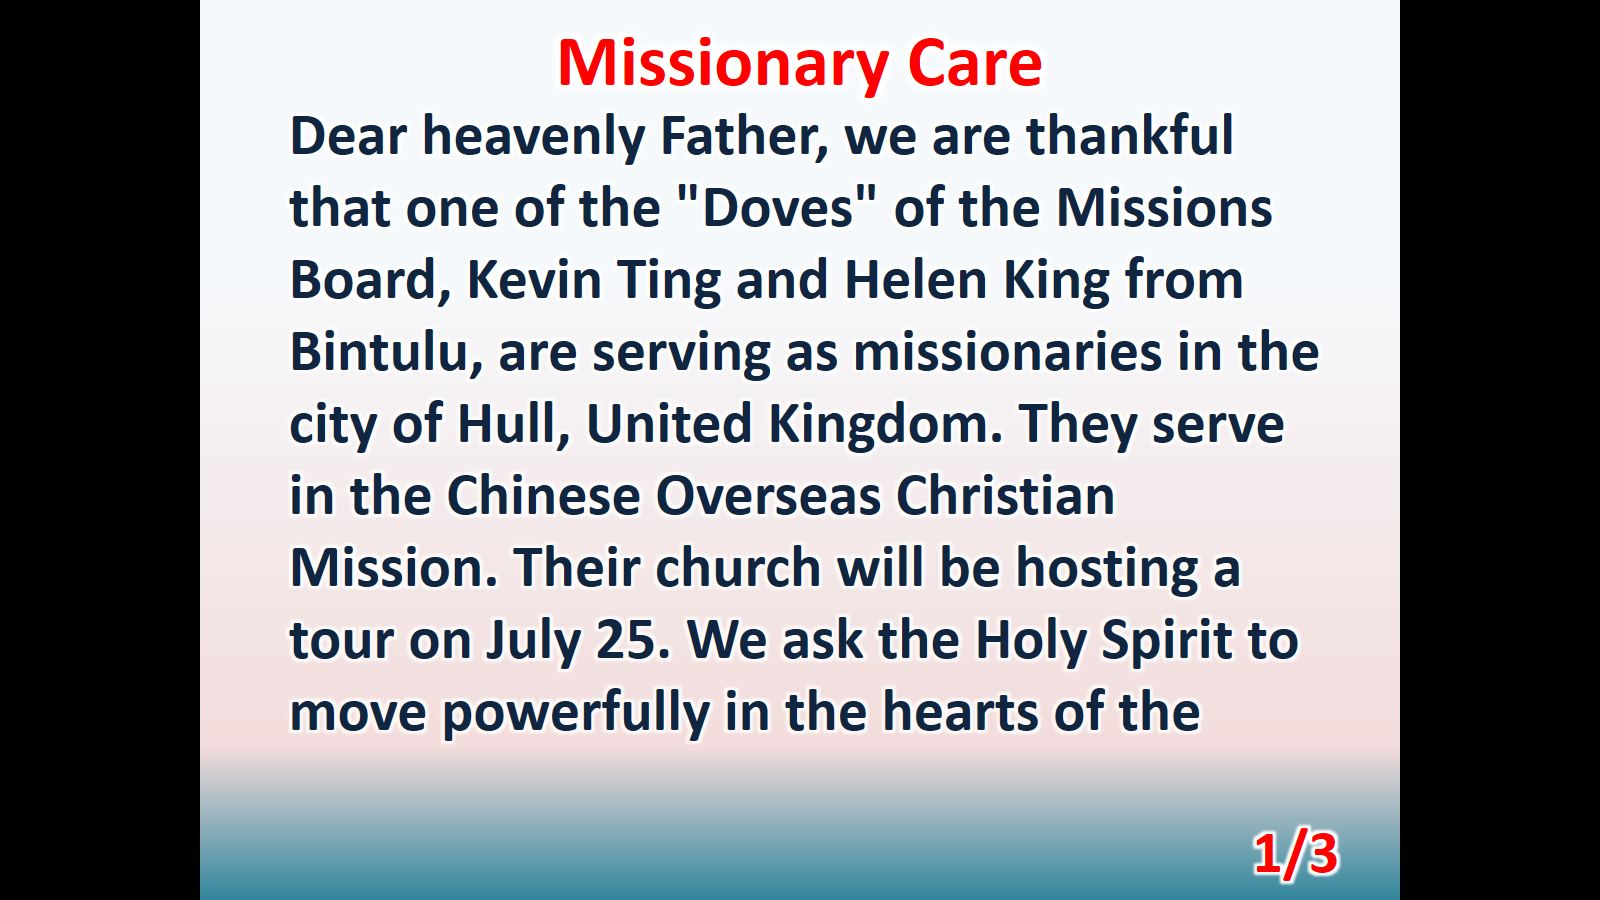 Missionary Care
Dear heavenly Father, we are thankful
that one of the "Doves" of the Missions
Board, Kevin Ting and Helen King from
Bintulu, are serving as missionaries in the
city of Hull, United Kingdom. They serve
in the Chinese Overseas Christian
Mission. Their church will be hosting a
tour on July 25. We ask the Holy Spirit to
move powerfully in the hearts of the
1/3